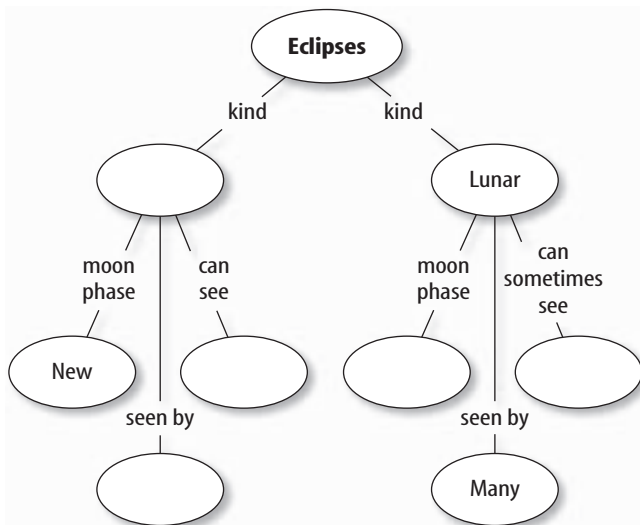 Eclipses
kind
kind
Lunar
moon
phase
can
see
moon
phase
can
sometimes
see
New
seen by
seen by
Many